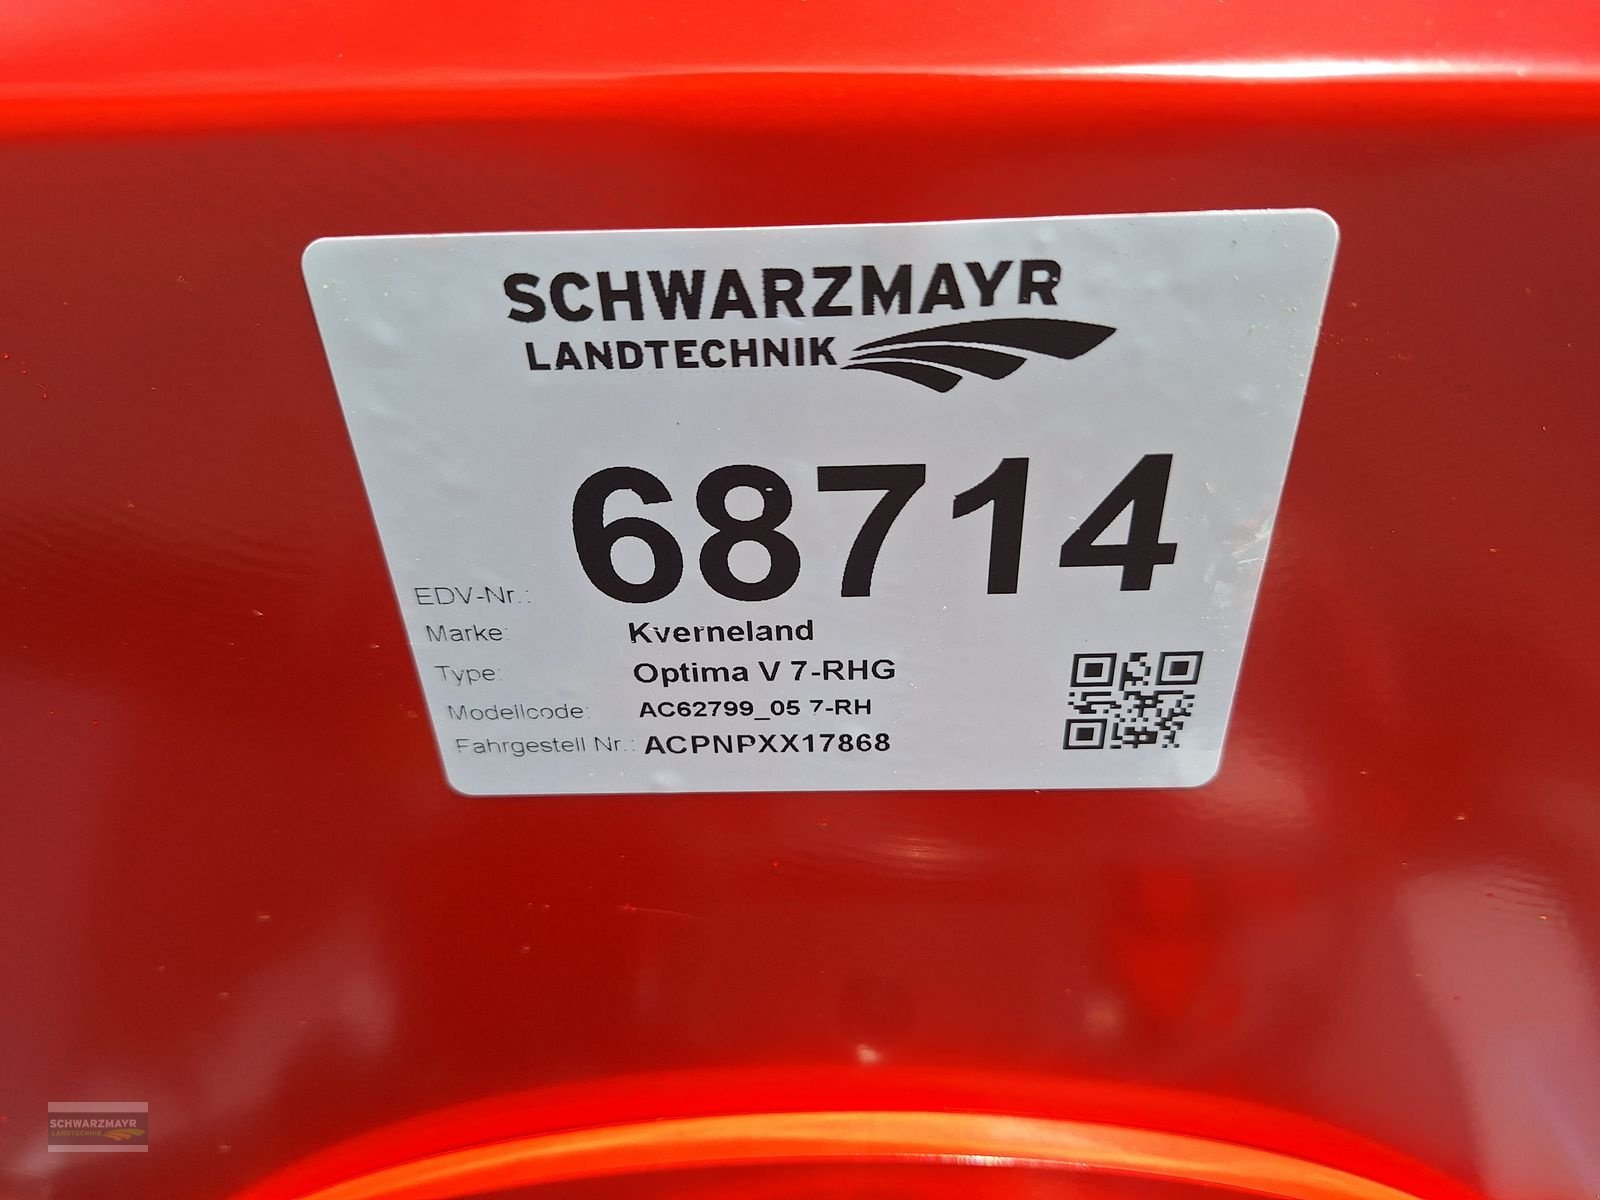 SCHWARZMAYR
LANDTECHNIK
EDV-Nr.: 68714
Marke: Kverneland
Type: Optima V 7-RHG
Modellcode: AC62799_05 7-RH
Fahrgestell Nr.: ACPNPXX17868
SCHWARZMAYR
LANDTECHNIK